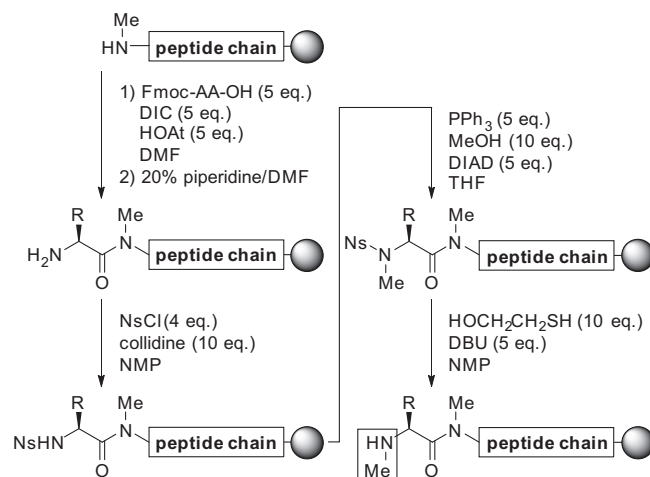 Me
HN
peptide chain
1) Fmoc-AA-OH (5 eq.)
DIC (5 eq.)
HOAt (5 eq.)
DMF
2) 20% piperidine/DMF
R
Me
H₂N
N
O
peptide chain
NsCl (4 eq.)
collidine (10 eq.)
NMP
R
Me
NsHN
N
O
peptide chain
PPh₃ (5 eq.)
MeOH (10 eq.)
DIAD (5 eq.)
THF
R
Me
Ns
N
N
Me
O
peptide chain
HOCH₂CH₂SH (10 eq.)
DBU (5 eq.)
NMP
R
Me
HN
N
Me
O
peptide chain